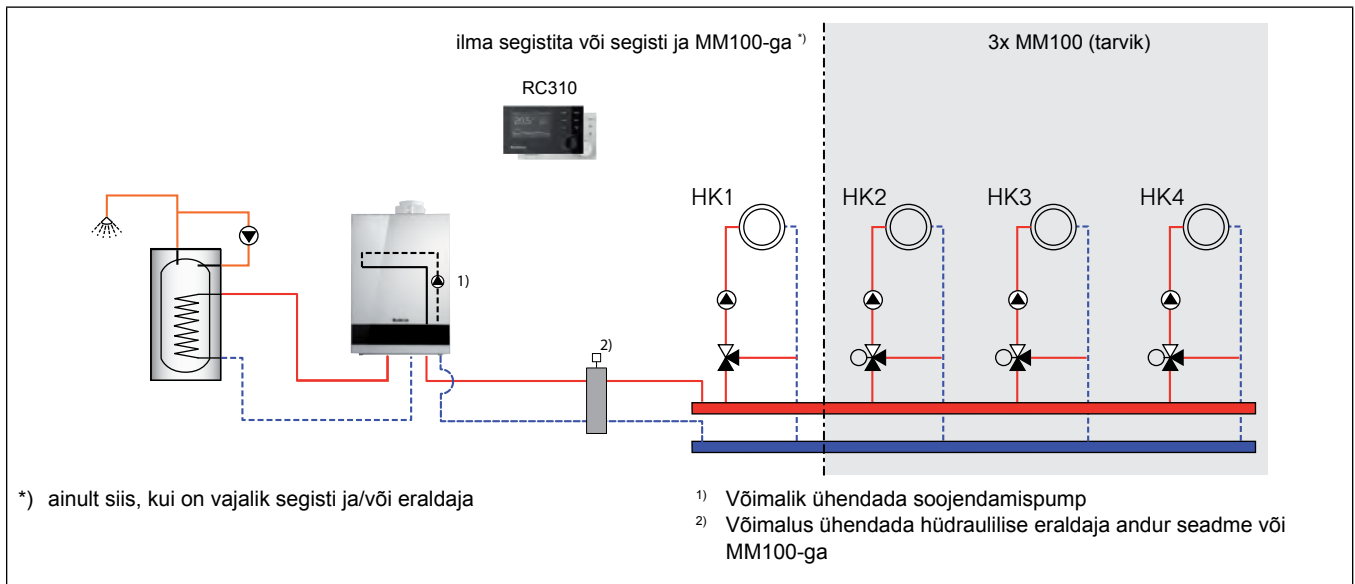 ilma segistita või segisti ja MM100-ga *)
3x MM100 (tarvik)
RC310
HK1
HK2
HK3
HK4
1)
2)
*) ainult siis, kui on vajalik segisti ja/või eraldaja
1) Võimalik ühendada soojendamispump
2) Võimalus ühendada hüdraulilise eraldaja andur seadme või
MM100-ga